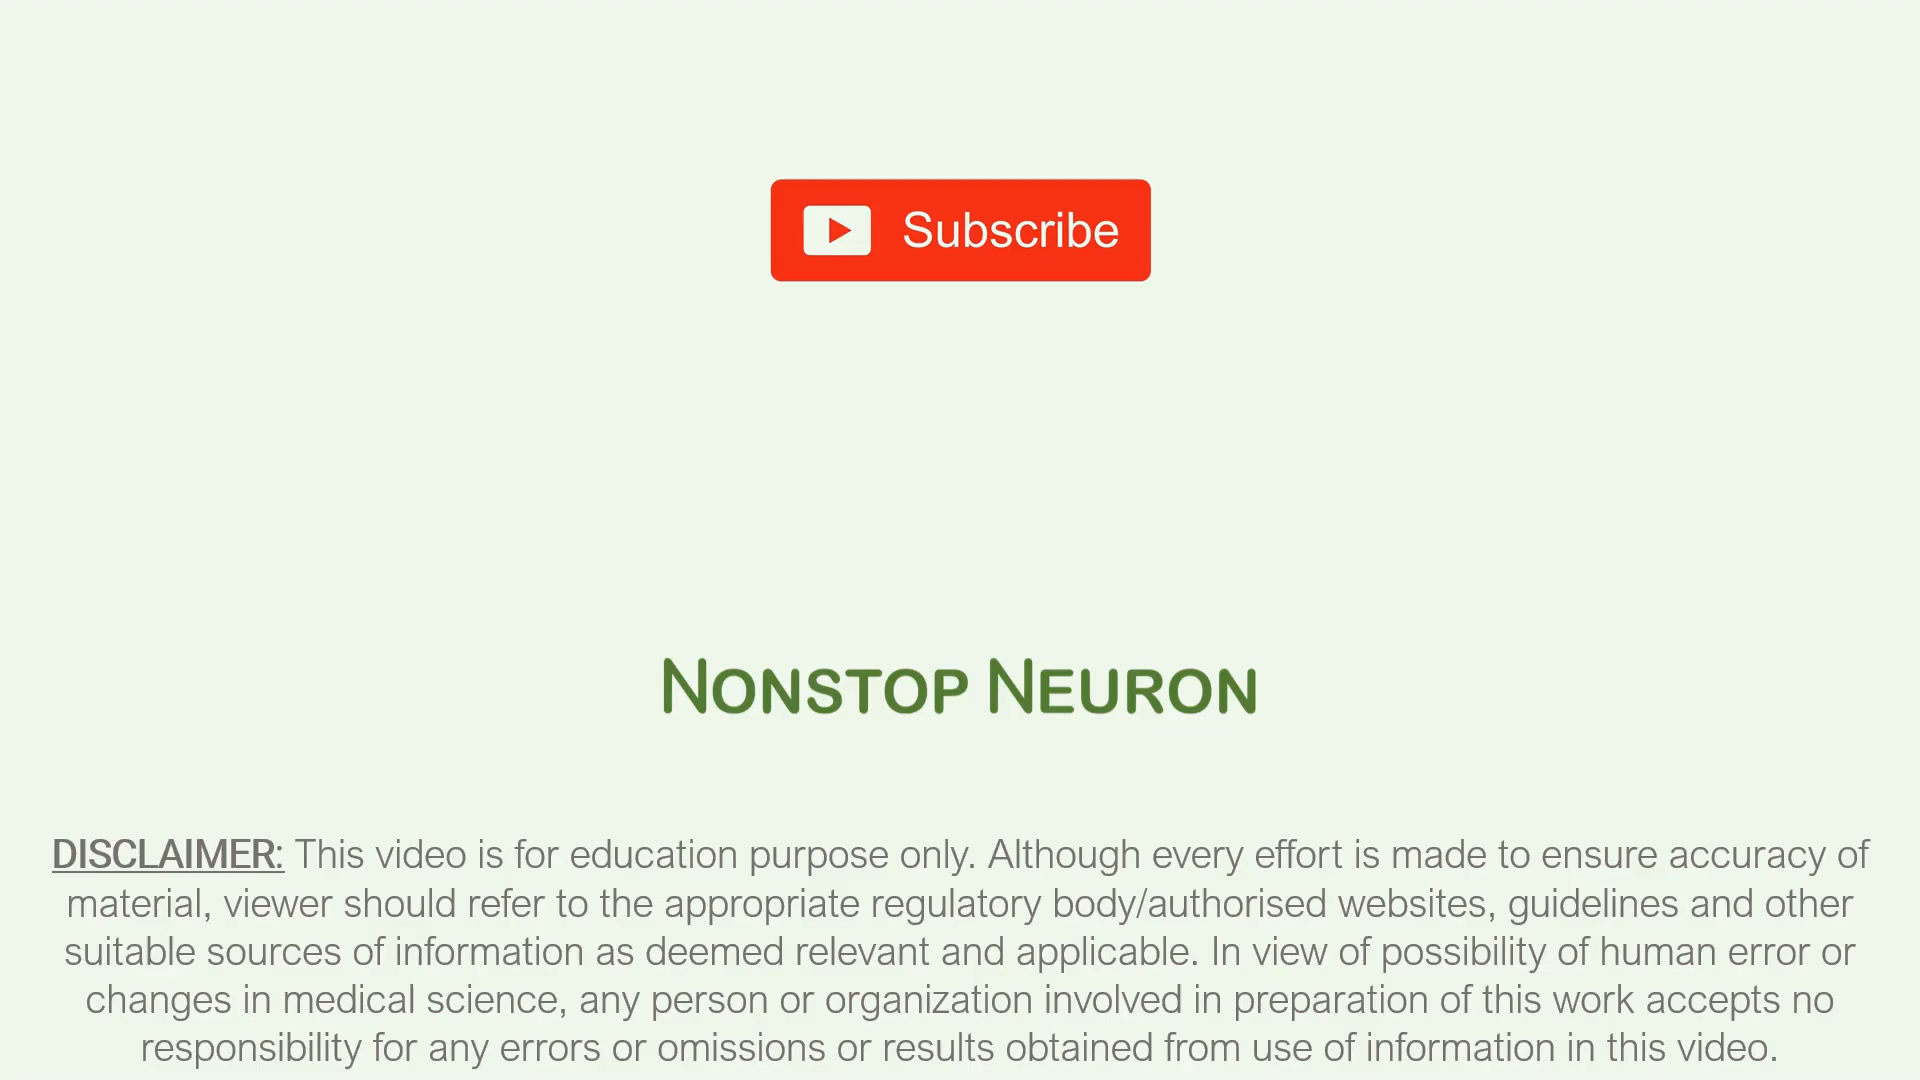 Subscribe
NONSTOP NEURON
DISCLAIMER: This video is for education purpose only. Although every effort is made to ensure accuracy of
material, viewer should refer to the appropriate regulatory body/authorised websites, guidelines and other
suitable sources of information as deemed relevant and applicable. In view of possibility of human error or
changes in medical science, any person or organization involved in preparation of this work accepts no
responsibility for any errors or omissions or results obtained from use of information in this video.